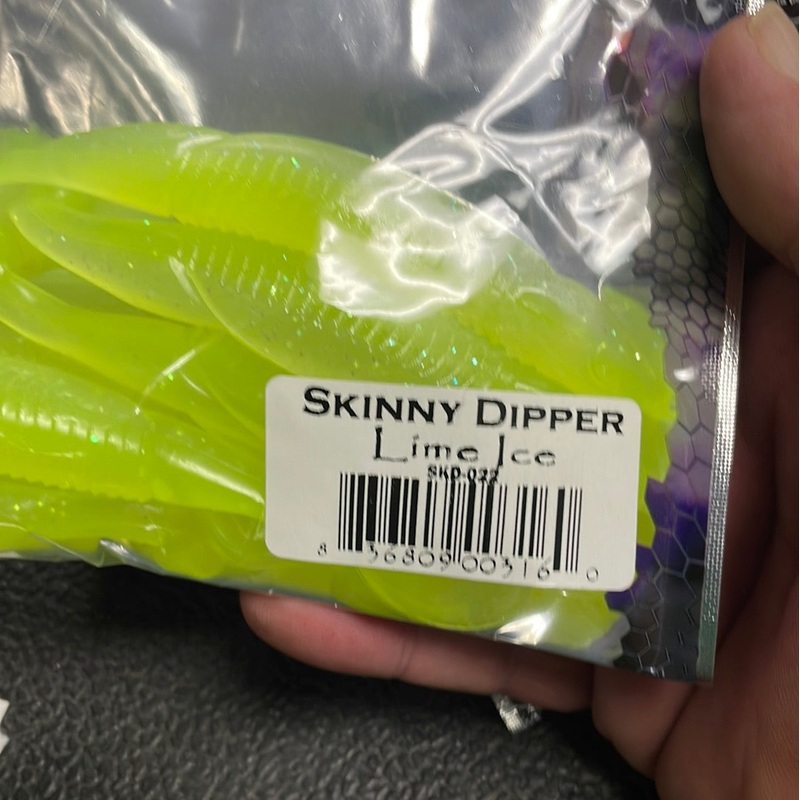 SKINNY DIPPER
Lime Ice
SKD-022
8 36809 00316 0